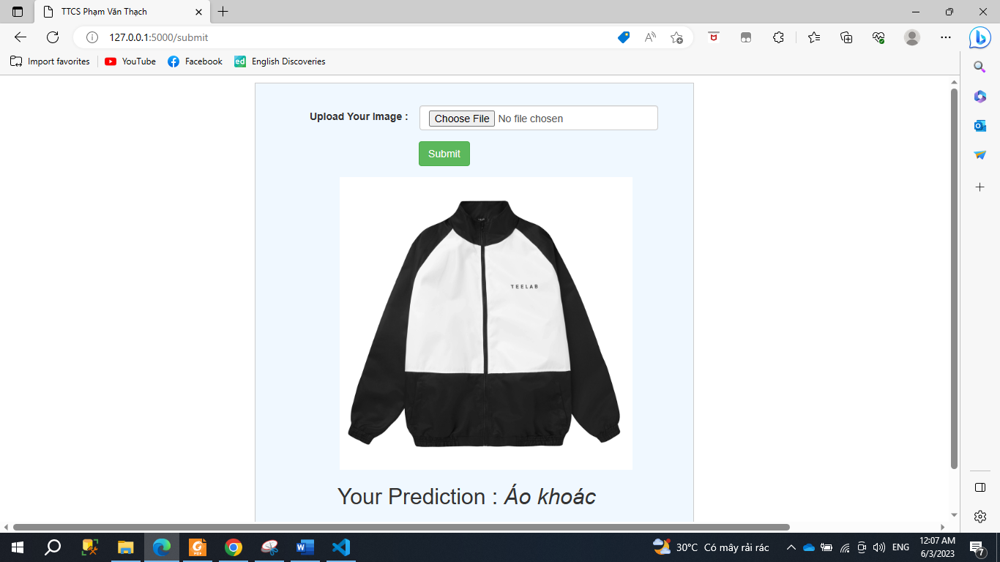 TTCS Phạm Văn Thạch
127.0.0.1:5000/submit
Import favorites
YouTube
Facebook
ed
English Discoveries
Upload Your Image :
Choose File No file chosen
Submit
TEELAB
Your Prediction : Áo khoác
30°C Có mây rải rác
ENG
12:07 AM
6/3/2023
7